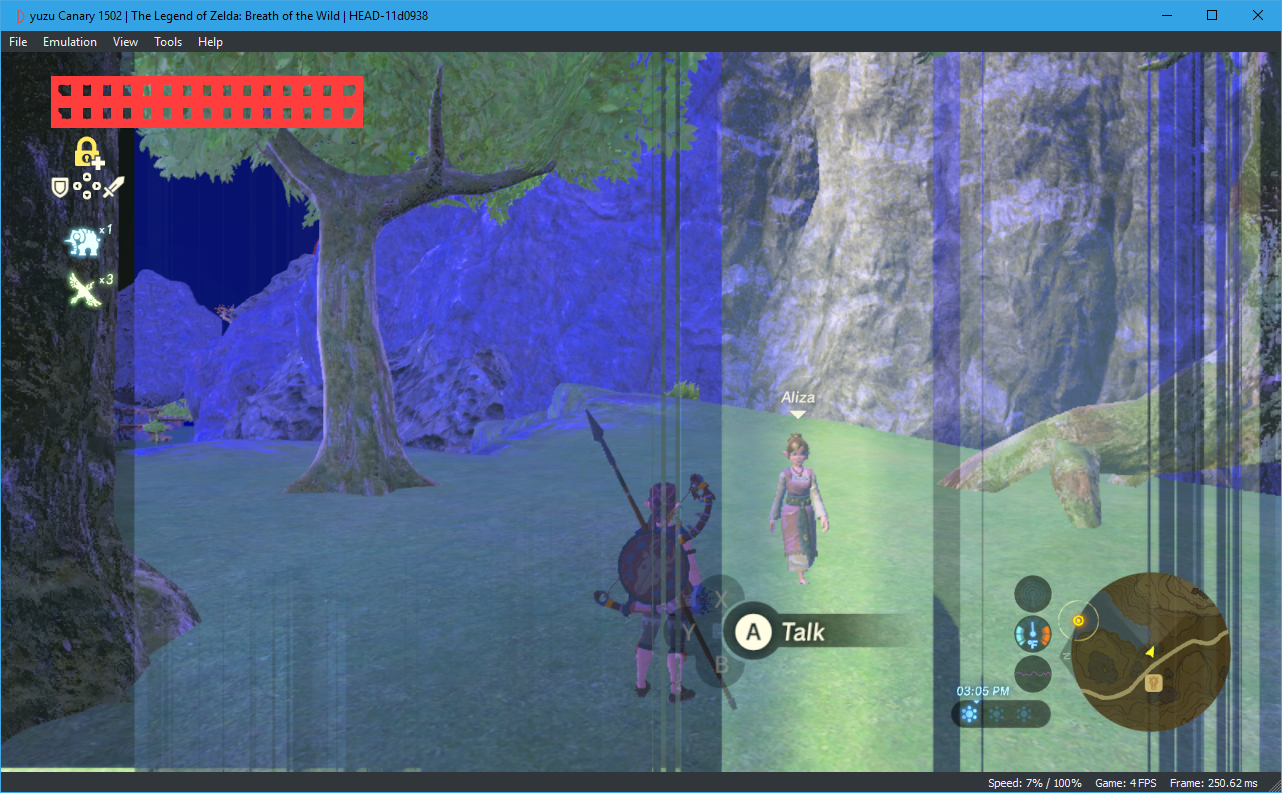 yuzu Canary 1502 | The Legend of Zelda: Breath of the Wild | HEAD-11d0938
File Emulation View Tools Help
x1
x3
Aliza
X
Y
A Talk
B
°F
N
03:05 PM
Speed: 7% / 100% Game: 4 FPS Frame: 250.62 ms